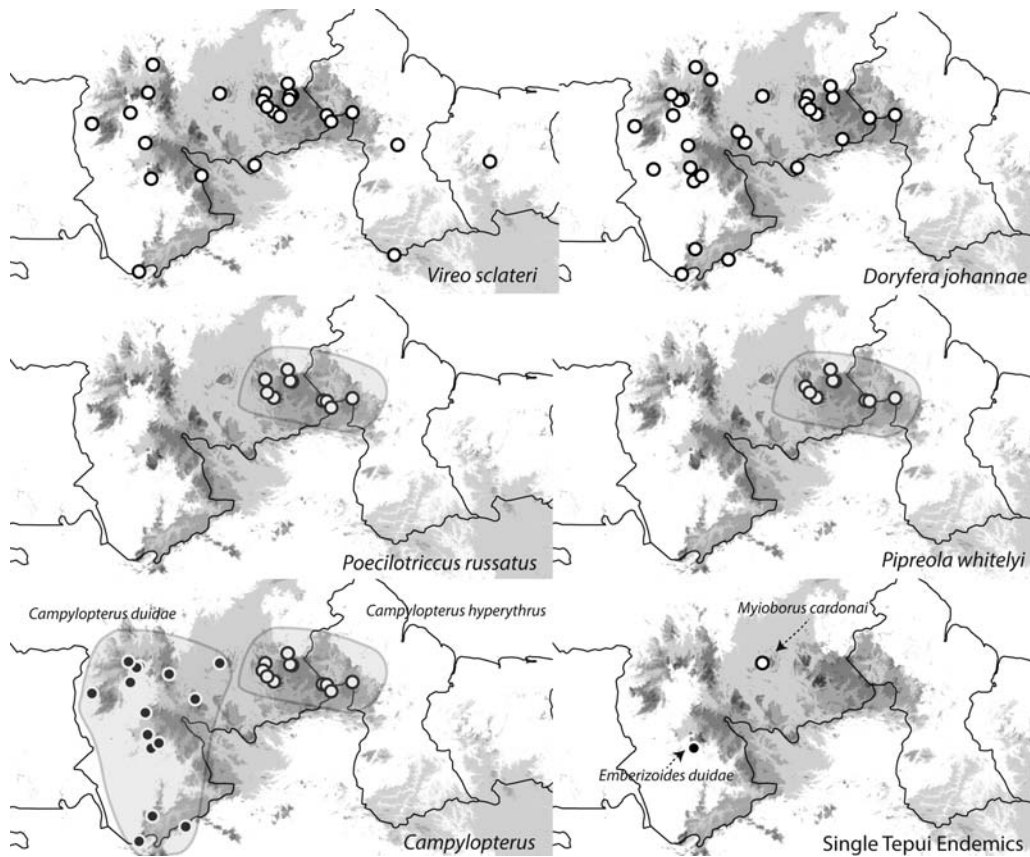 Vireo sclateri
Doryfera johannae
Poecilotriccus russatus
Pipreola whitelyi
Campylopterus duidae
Campylopterus hyperythrus
Campylopterus
Myioborus cardonai
Emberizoides duidae
Single Tepui Endemics